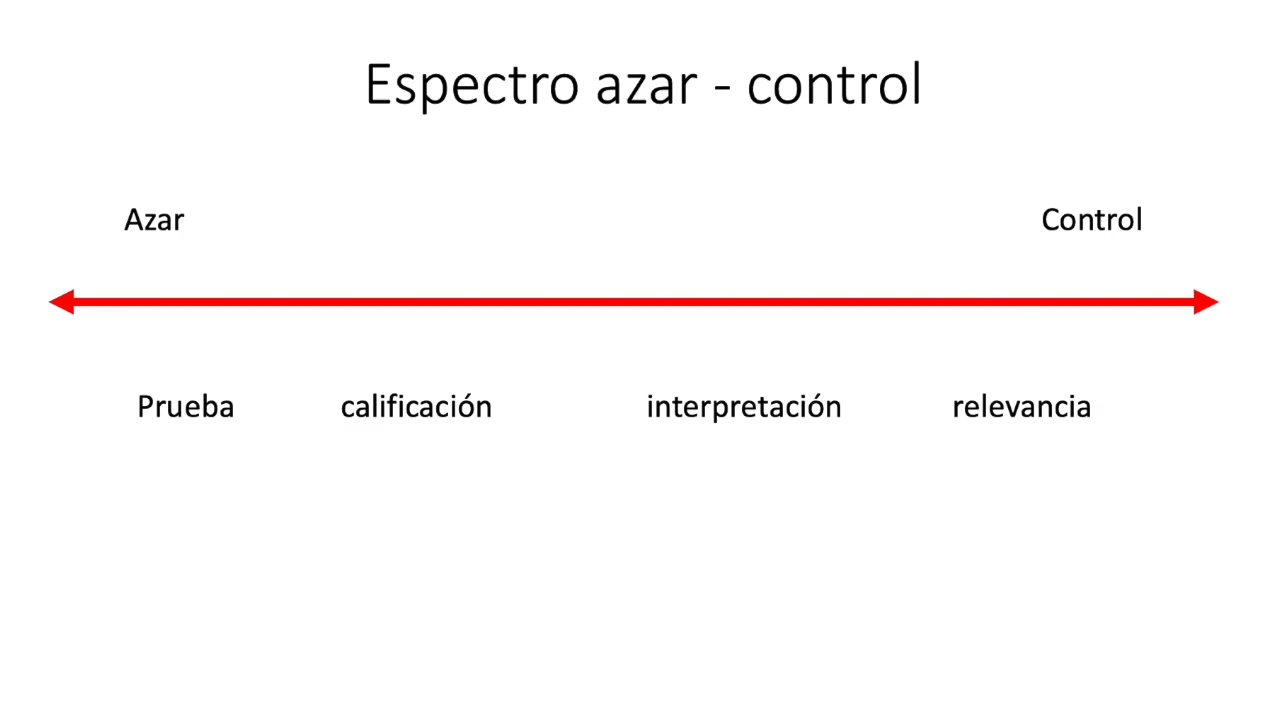 Espectro azar - control
Azar Control
Prueba calificación interpretación relevancia